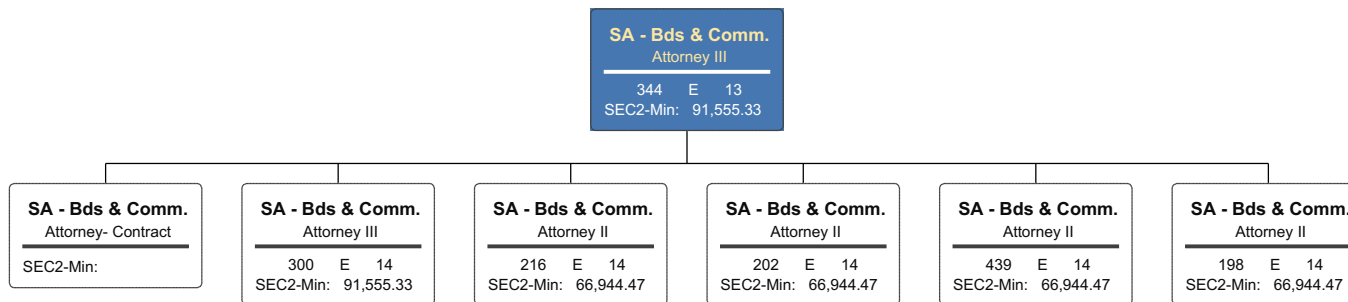 SA - Bds & Comm.
Attorney III
344 E 13
SEC2-Min: 91,555.33
SA - Bds & Comm.
Attorney- Contract
SEC2-Min:
SA - Bds & Comm.
Attorney III
300 E 14
SEC2-Min: 91,555.33
SA - Bds & Comm.
Attorney II
216 E 14
SEC2-Min: 66,944.47
SA - Bds & Comm.
Attorney II
202 E 14
SEC2-Min: 66,944.47
SA - Bds & Comm.
Attorney II
439 E 14
SEC2-Min: 66,944.47
SA - Bds & Comm.
Attorney II
198 E 14
SEC2-Min: 66,944.47